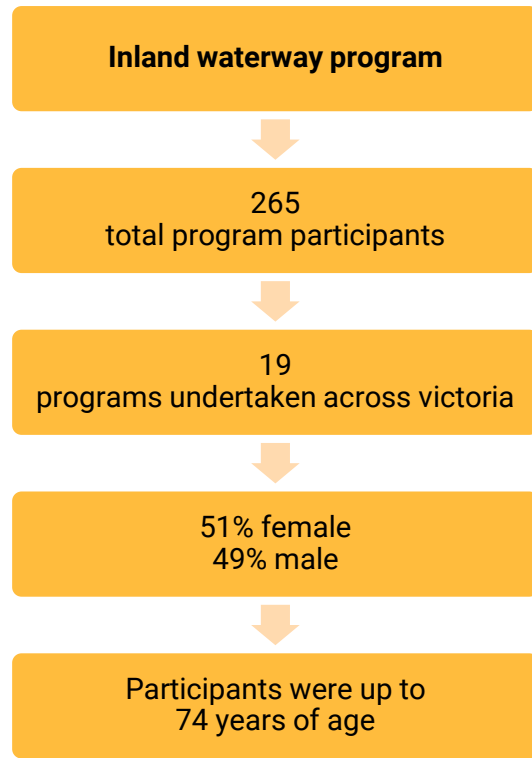 Inland waterway program
265
total program participants
19
programs undertaken across victoria
51% female
49% male
Participants were up to
74 years of age